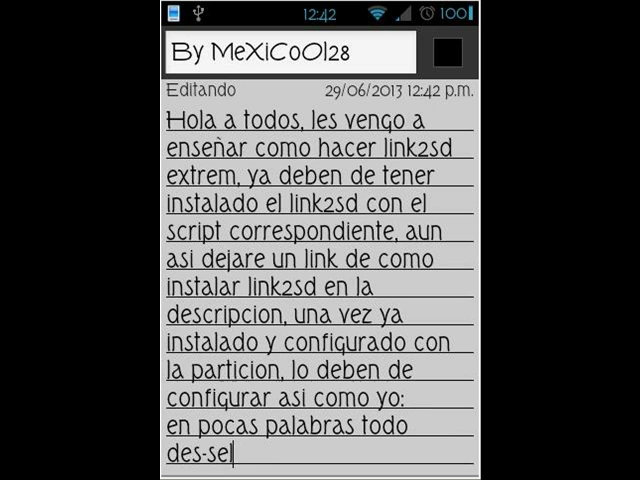 12:42 100
By MeXiCoOl28
Editando 29/06/2013 12:42 p.m.
Hola a todos, les vengo a
enseñar como hacer link2sd
extrem, ya deben de tener
instalado el link2sd con el
script correspondiente, aun
asi dejare un link de como
instalar link2sd en la
descripcion, una vez ya
instalado y configurado con
la particion, lo deben de
configurar asi como yo:
en pocas palabras todo
des-sel